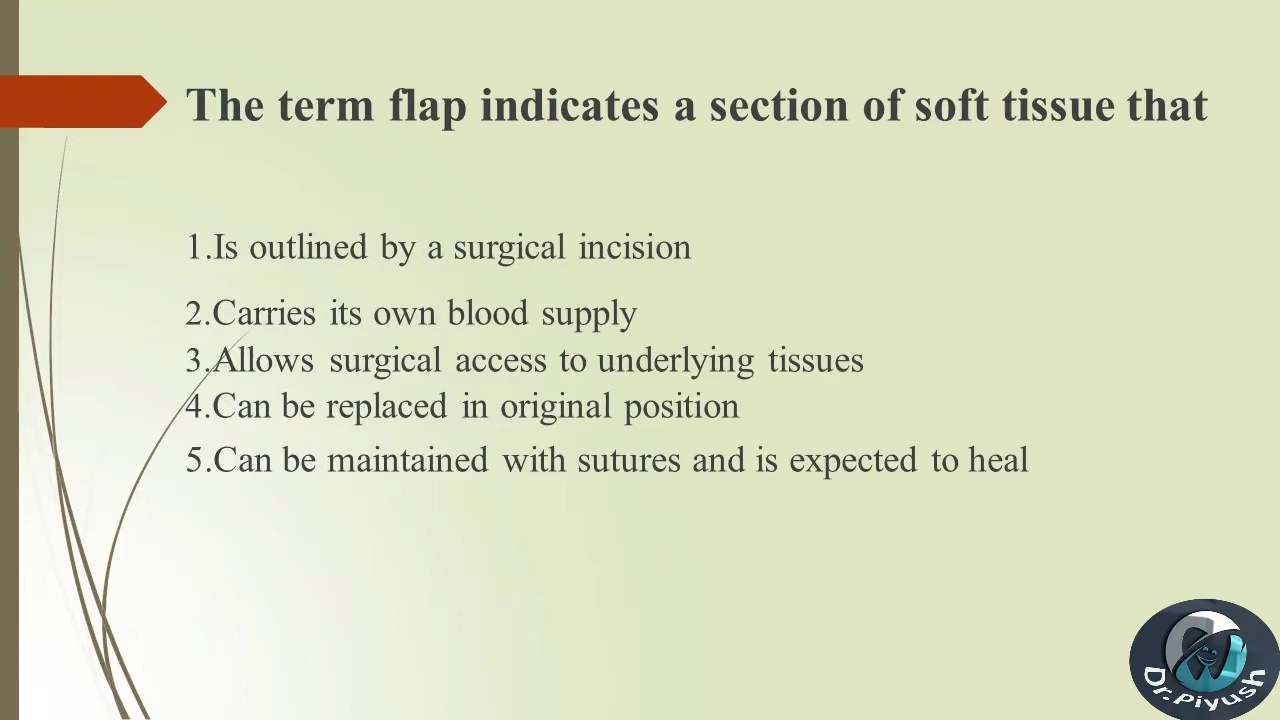 The term flap indicates a section of soft tissue that
1.Is outlined by a surgical incision
2.Carries its own blood supply
3.Allows surgical access to underlying tissues
4.Can be replaced in original position
5.Can be maintained with sutures and is expected to heal
Dr.Piyush